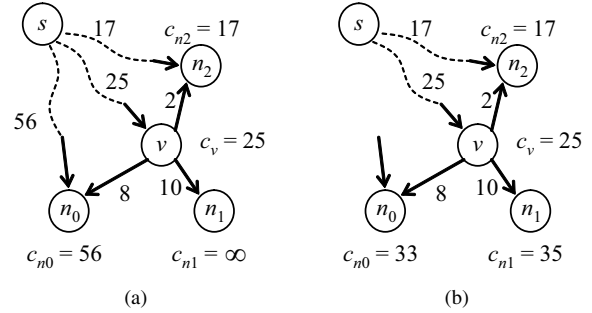 s
17
c_{n2} = 17
n_2
25
2
56
v
c_v = 25
8
10
n_0
n_1
c_{n0} = 56
c_{n1} = ∞
(a)
s
17
c_{n2} = 17
n_2
25
2
v
c_v = 25
8
10
n_0
n_1
c_{n0} = 33
c_{n1} = 35
(b)